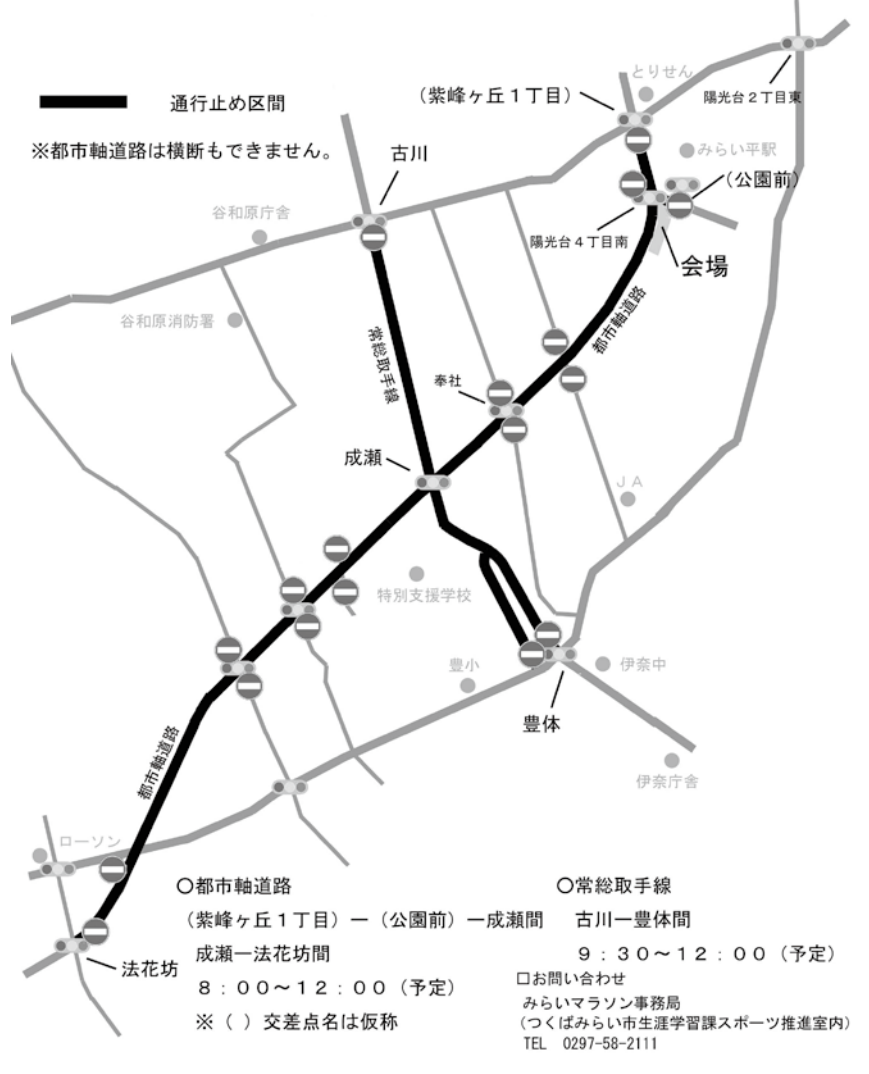 とりせん
(紫峰ヶ丘1丁目)
陽光台2丁目東
通行止め区間
※都市軸道路は横断もできません。
古川
みらい平駅
(公園前)
谷和原庁舎
陽光台4丁目南
会場
谷和原消防署
都市軸道路
常総取手線
奉社
成瀬
JA
特別支援学校
豊小
伊奈中
豊体
都市軸道路
伊奈庁舎
ローソン
○都市軸道路
(紫峰ヶ丘1丁目)ー(公園前)ー成瀬間
成瀬ー法花坊間
8:00~12:00(予定)
※( )交差点名は仮称
法花坊
○常総取手線
古川ー豊体間
9:30~12:00(予定)
□お問い合わせ
みらいマラソン事務局
(つくばみらい市生涯学習課スポーツ推進室内)
TEL 0297-58-2111